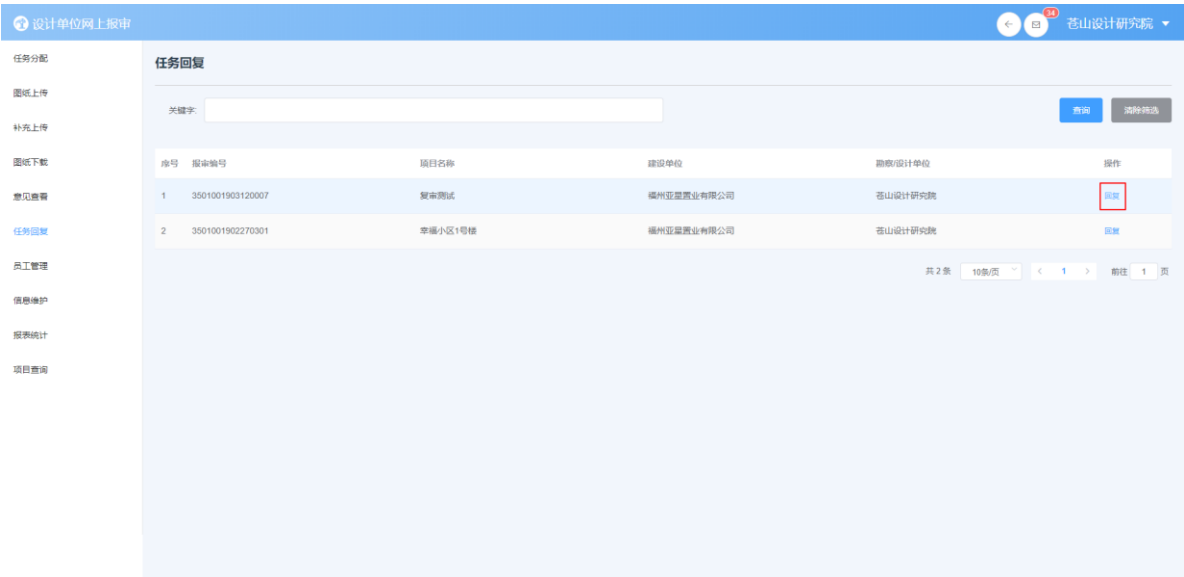 设计单位网上报审
34
苍山设计研究院
任务分配
图纸上传
补充上传
图纸下载
意见查看
任务回复
员工管理
信息维护
报表统计
项目查询
任务回复
关键字:
查询 清除筛选
序号 报审编号 项目名称 建设单位 勘察/设计单位 操作
1 3501001903120007 复审测试 福州亚星置业有限公司 苍山设计研究院 回复
2 3501001902270301 幸福小区1号楼 福州亚星置业有限公司 苍山设计研究院 回复
共 2 条 10条/页 1 前往 1 页